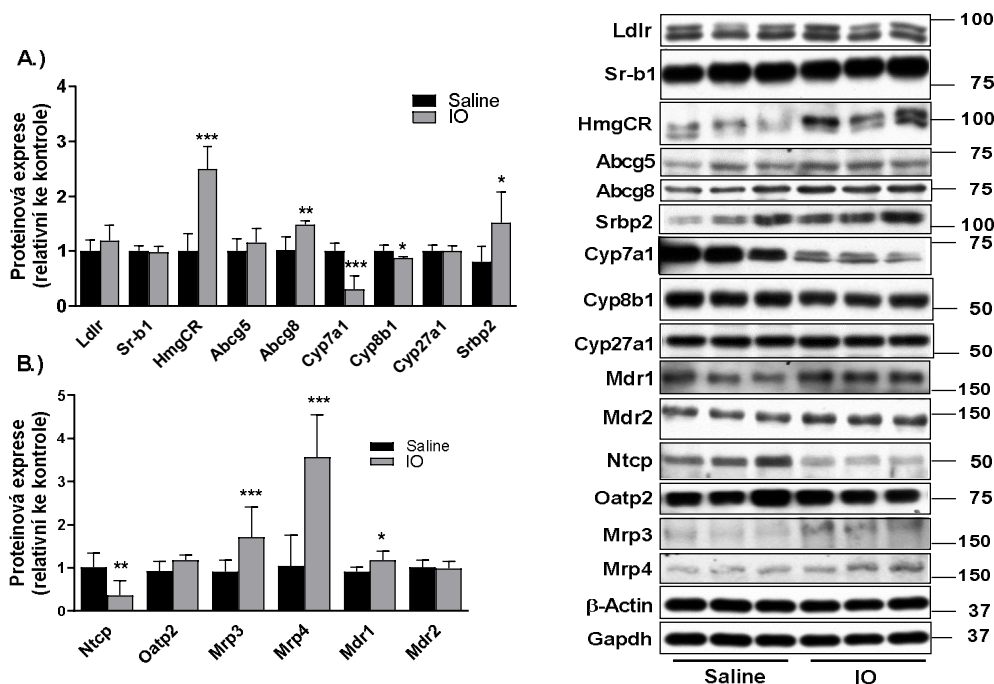 A.)
Proteinová exprese
(relativní ke kontrole)
4
3
2
1
0
Saline
IO
***
**
***
*
*
Ldlr
Sr-b1
HmgCR
Abcg5
Abcg8
Cyp7a1
Cyp8b1
Cyp27a1
Srbp2
B.)
Proteinová exprese
(relativní ke kontrole)
5
4
3
2
1
0
Saline
IO
**
***
***
*
Ntcp
Oatp2
Mrp3
Mrp4
Mdr1
Mdr2
Ldlr 100
Sr-b1 75
HmgCR 100
Abcg5 75
Abcg8 75
Srbp2 100
Cyp7a1 75
Cyp8b1 50
Cyp27a1 50
Mdr1 150
Mdr2 150
Ntcp 50
Oatp2 75
Mrp3 150
Mrp4 150
β-Actin 37
Gapdh 37
Saline IO